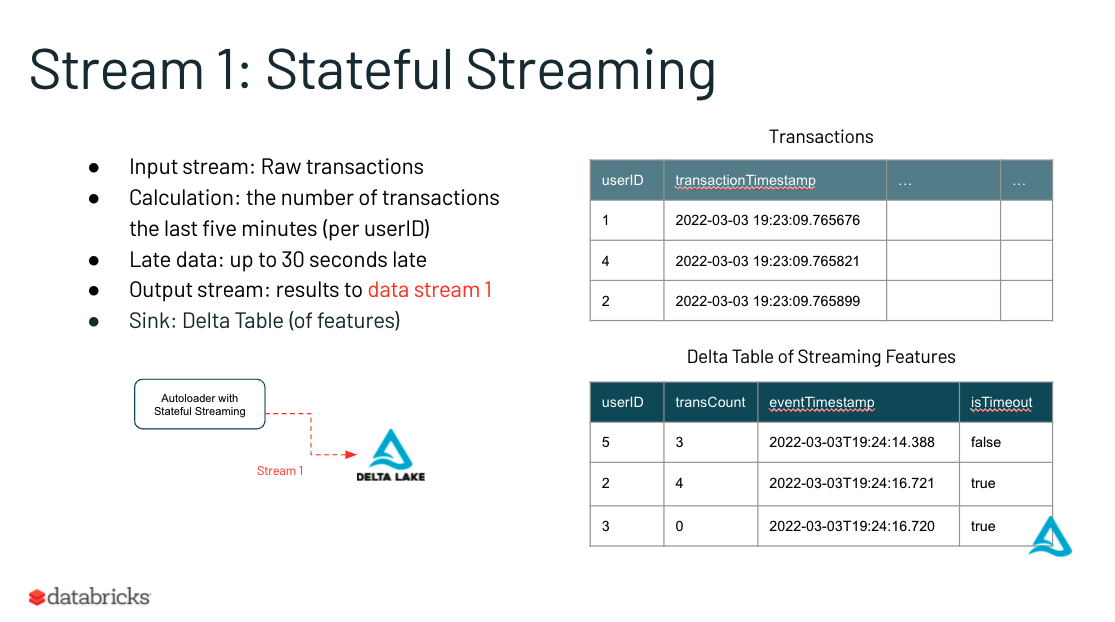 Stream 1: Stateful Streaming
● Input stream: Raw transactions
● Calculation: the number of transactions
the last five minutes (per userID)
● Late data: up to 30 seconds late
● Output stream: results to data stream 1
● Sink: Delta Table (of features)
Autoloader with
Stateful Streaming
Stream 1
DELTA LAKE
Transactions
userID transactionTimestamp ... ...
1 2022-03-03 19:23:09.765676
4 2022-03-03 19:23:09.765821
2 2022-03-03 19:23:09.765899
Delta Table of Streaming Features
userID transCount eventTimestamp isTimeout
5 3 2022-03-03T19:24:14.388 false
2 4 2022-03-03T19:24:16.721 true
3 0 2022-03-03T19:24:16.720 true
databricks